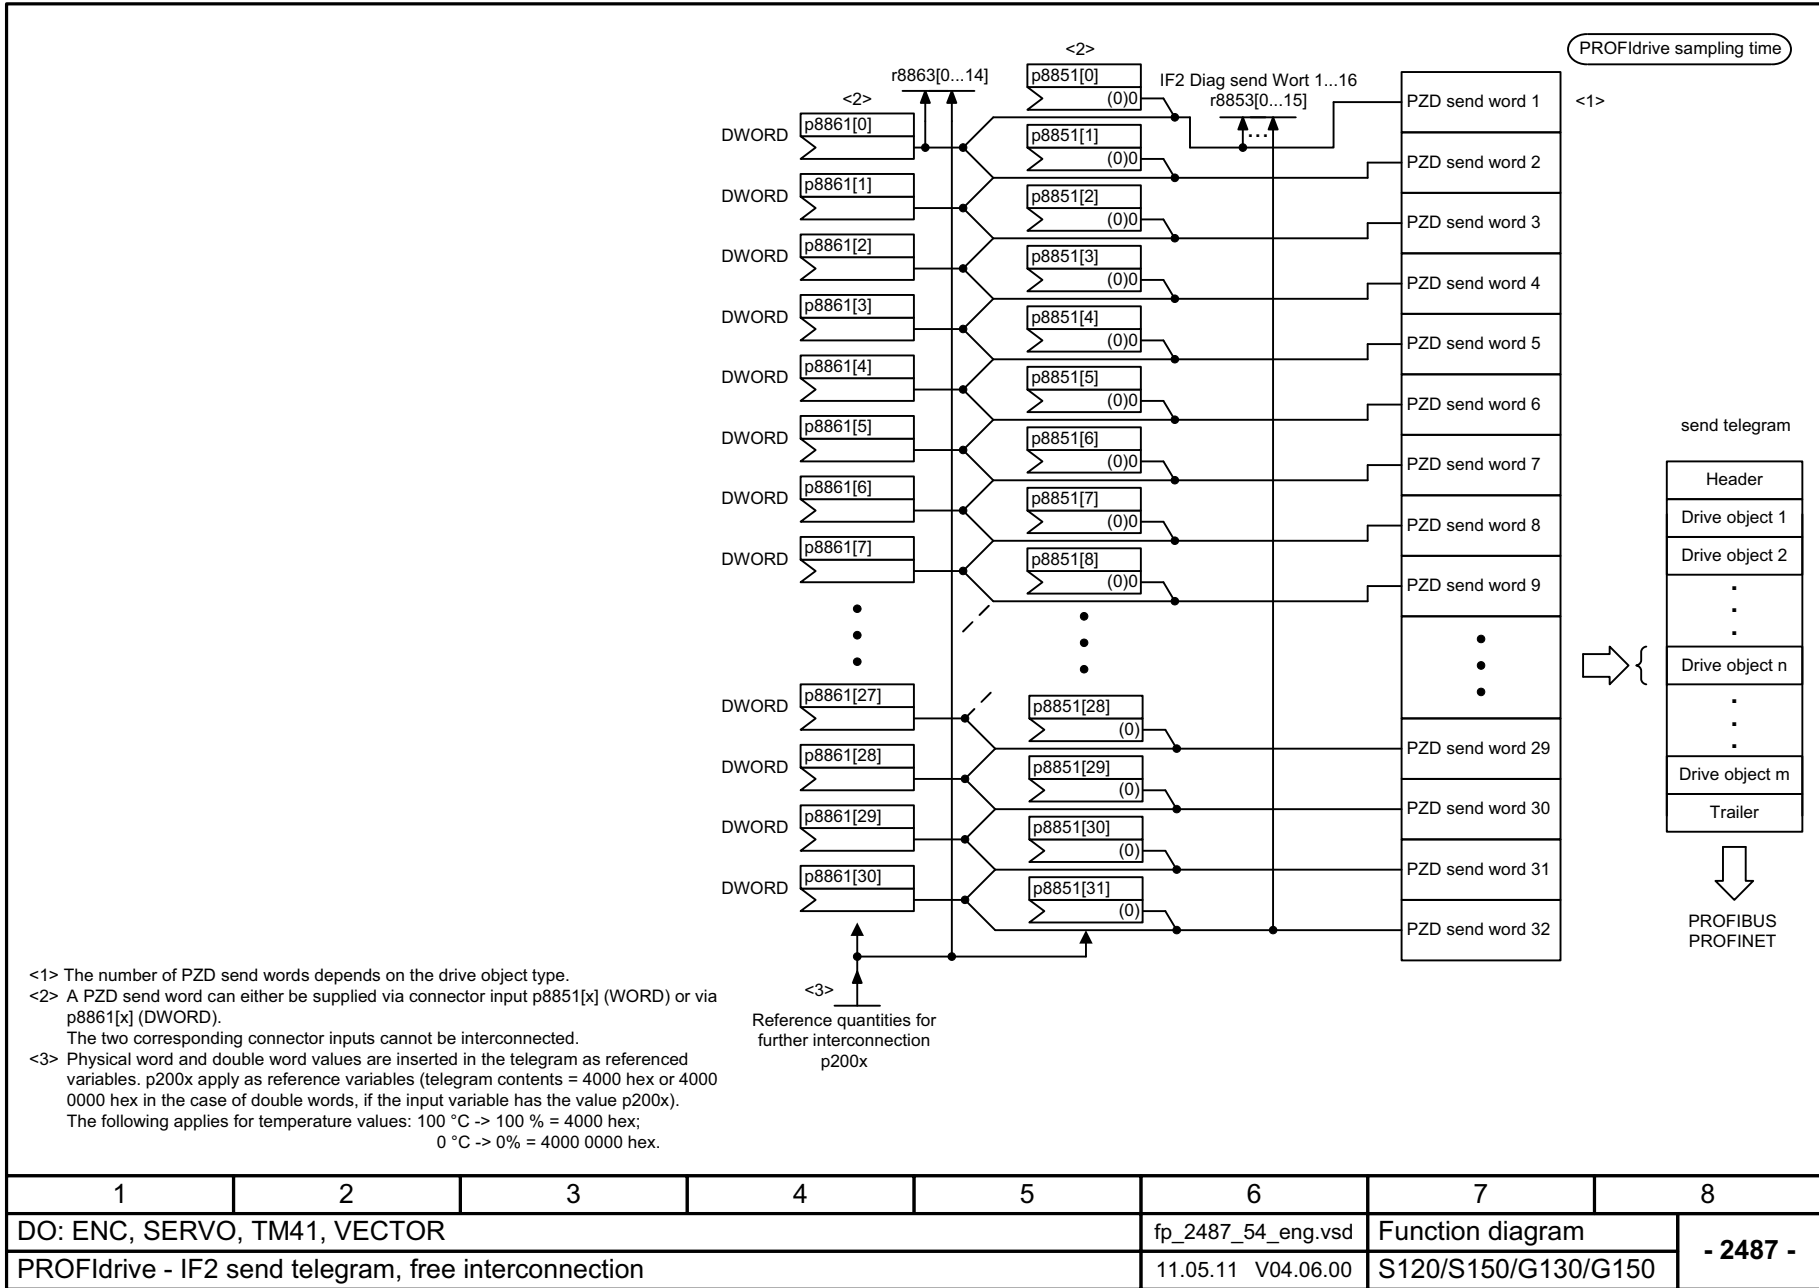 PROFIdrive sampling time
<2>
r8863[0...14]
p8851[0]
(0)0
IF2 Diag send Wort 1...16
r8853[0...15]
...
PZD send word 1
<1>
<2>
DWORD
p8861[0]
p8851[1]
(0)0
PZD send word 2
DWORD
p8861[1]
p8851[2]
(0)0
PZD send word 3
DWORD
p8861[2]
p8851[3]
(0)0
PZD send word 4
DWORD
p8861[3]
p8851[4]
(0)0
PZD send word 5
DWORD
p8861[4]
p8851[5]
(0)0
PZD send word 6
DWORD
p8861[5]
p8851[6]
(0)0
PZD send word 7
DWORD
p8861[6]
p8851[7]
(0)0
PZD send word 8
DWORD
p8861[7]
p8851[8]
(0)0
PZD send word 9
DWORD
p8861[27]
p8851[28]
(0)
PZD send word 29
DWORD
p8861[28]
p8851[29]
(0)
PZD send word 30
DWORD
p8861[29]
p8851[30]
(0)
PZD send word 31
DWORD
p8861[30]
p8851[31]
(0)
PZD send word 32
send telegram
Header
Drive object 1
Drive object 2
Drive object n
Drive object m
Trailer
PROFIBUS
PROFINET
<3>
Reference quantities for
further interconnection
p200x
<1> The number of PZD send words depends on the drive object type.
<2> A PZD send word can either be supplied via connector input p8851[x] (WORD) or via
p8861[x] (DWORD).
The two corresponding connector inputs cannot be interconnected.
<3> Physical word and double word values are inserted in the telegram as referenced
variables. p200x apply as reference variables (telegram contents = 4000 hex or 4000
0000 hex in the case of double words, if the input variable has the value p200x).
The following applies for temperature values: 100 °C -> 100 % = 4000 hex;
0 °C -> 0% = 4000 0000 hex.
1 2 3 4 5 6 7 8
DO: ENC, SERVO, TM41, VECTOR
fp_2487_54_eng.vsd
Function diagram
- 2487 -
PROFIdrive - IF2 send telegram, free interconnection
11.05.11 V04.06.00
S120/S150/G130/G150